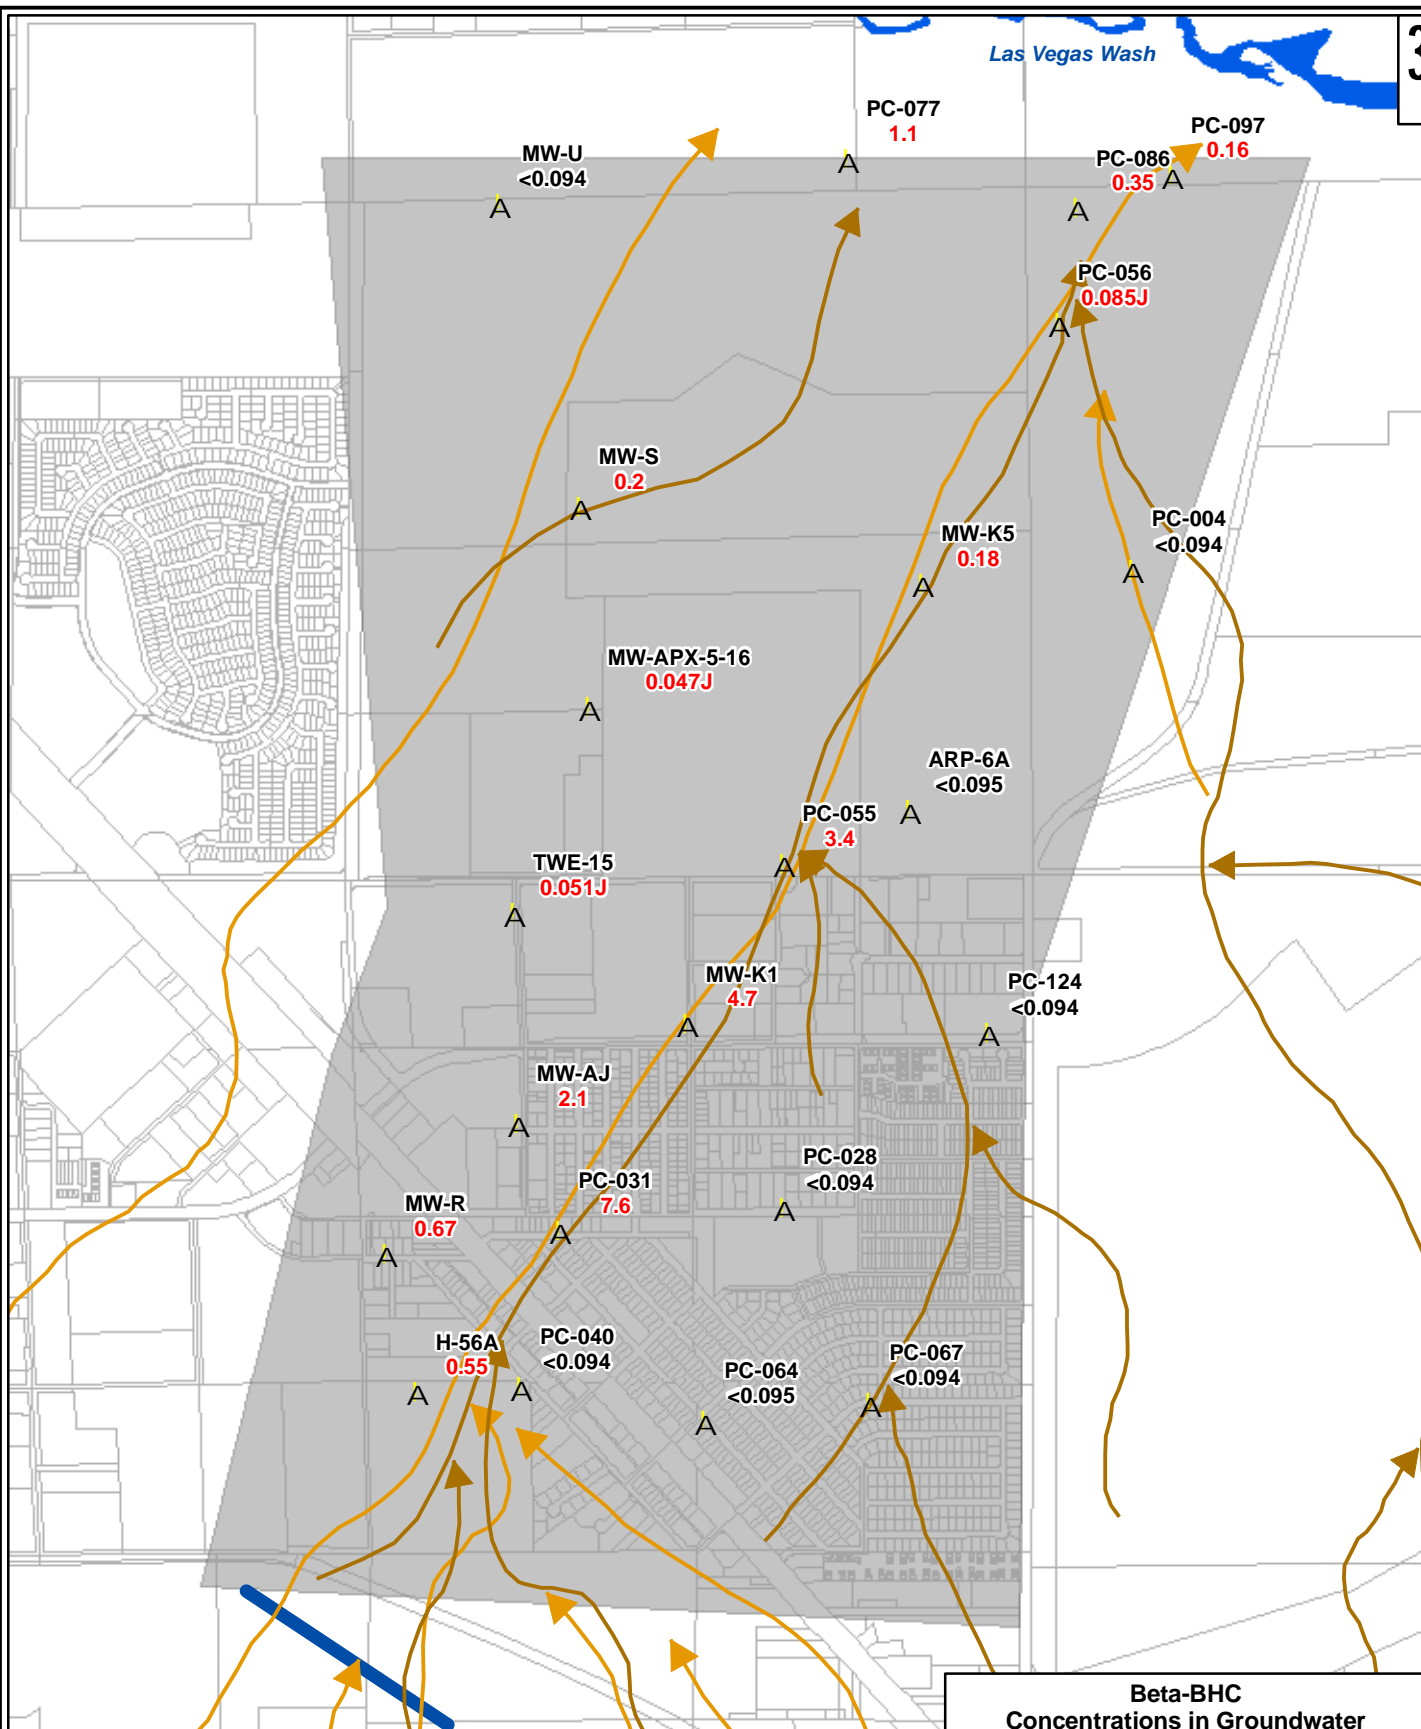 3
Las Vegas Wash
PC-077
1.1
PC-097
0.16
MW-U
<0.094
PC-086
0.35
A
A
A
A
PC-056
0.085J
A
MW-S
0.2
A
PC-004
<0.094
MW-K5
0.18
A
A
MW-APX-5-16
0.047J
A
ARP-6A
<0.095
A
PC-055
3.4
A
TWE-15
0.051J
A
MW-K1
4.7
PC-124
<0.094
A
A
MW-AJ
2.1
A
PC-028
<0.094
PC-031
7.6
MW-R
0.67
A
A
A
H-56A
0.55
PC-040
<0.094
PC-064
<0.095
PC-067
<0.094
A
A
A
A
Beta-BHC
Concentrations in Groundwater